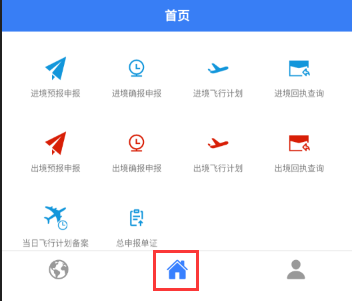 首页
进境预报申报 进境确报申报 进境飞行计划 进境回执查询
出境预报申报 出境确报申报 出境飞行计划 出境回执查询
当日飞行计划备案 总申报单证